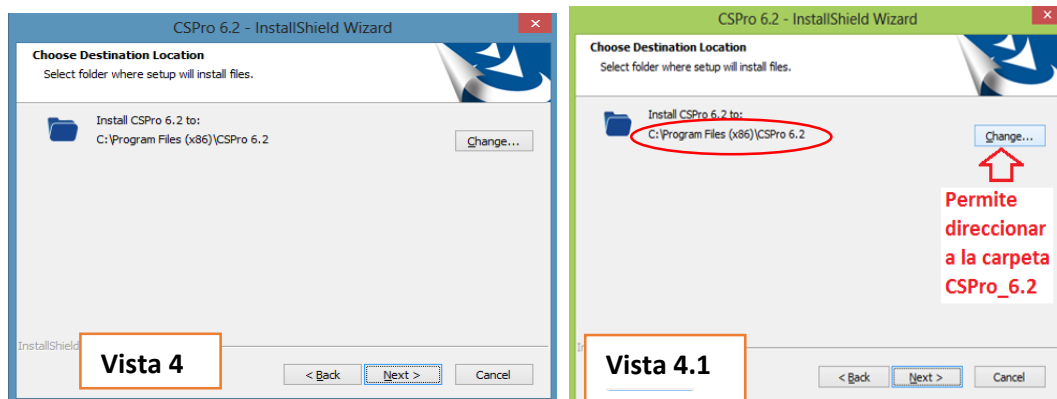 CSPro 6.2 - InstallShield Wizard
Choose Destination Location
Select folder where setup will install files.
Install CSPro 6.2 to:
C:\Program Files (x86)\CSPro 6.2
Change...
InstallShield
Vista 4
< Back
Next >
Cancel
CSPro 6.2 - InstallShield Wizard
Choose Destination Location
Select folder where setup will install files.
Install CSPro 6.2 to:
C:\Program Files (x86)\CSPro 6.2
Change...
Permite
direccionar
a la carpeta
CSPro_6.2
Vista 4.1
< Back
Next >
Cancel